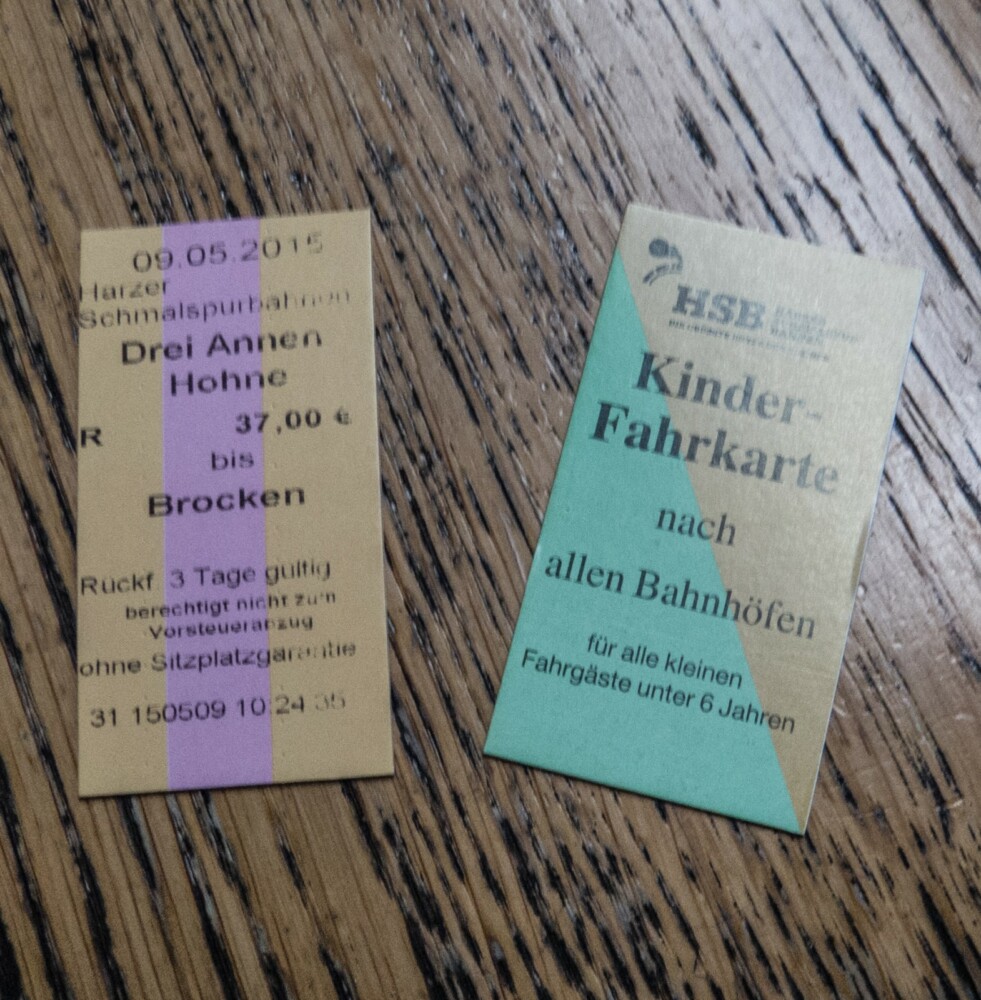 09.05.2015
Harzer
Schmalspurbahnen
Drei Annen
Hohne
37,00 €
R
bis
Brocken
Rückf 3 Tage gültig
berechtigt nicht zum
Vorsteuerabzug
ohne Sitzplatzgarantie
31 150509 10:24:35
HSB
Kinder-
Fahrkarte
nach
allen Bahnhöfen
für alle kleinen
Fahrgäste unter 6 Jahren